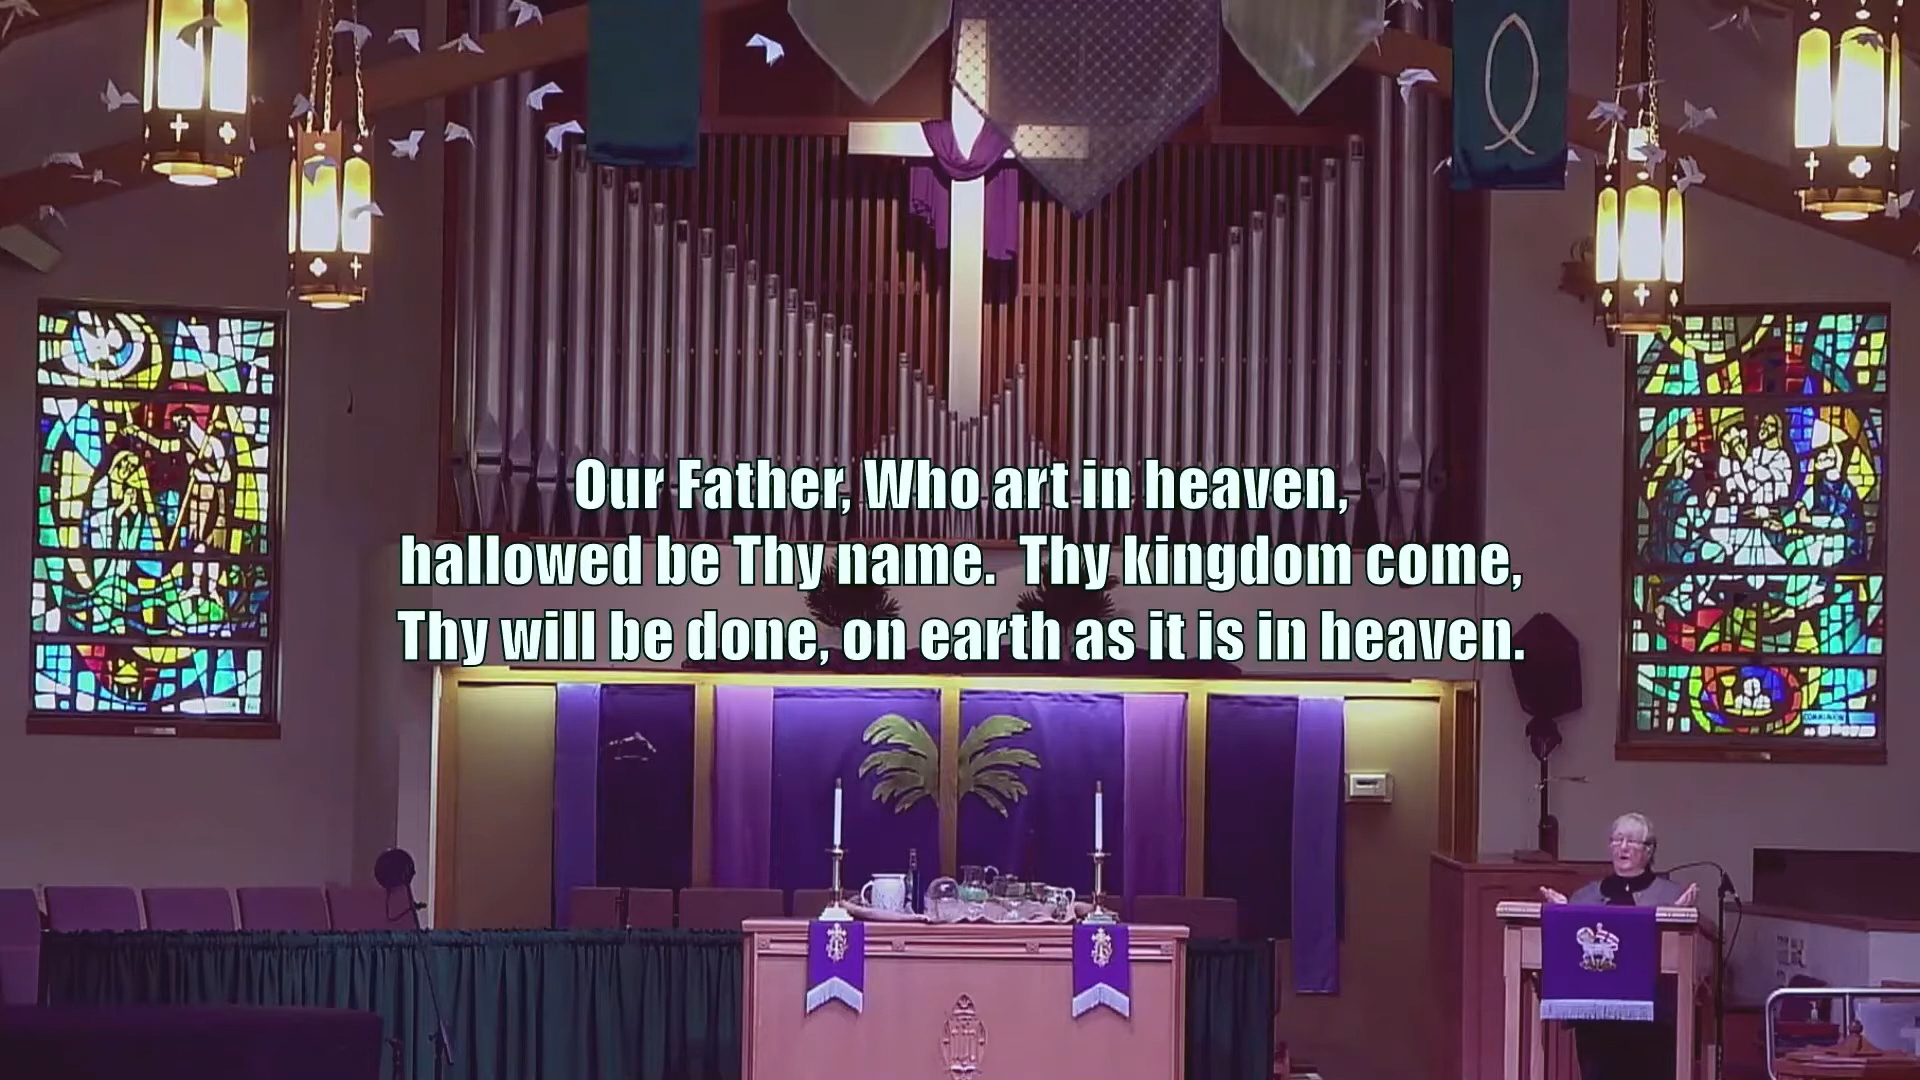 Our Father, Who art in heaven,
hallowed be Thy name.  Thy kingdom come,
Thy will be done, on earth as it is in heaven.
COMMUNION